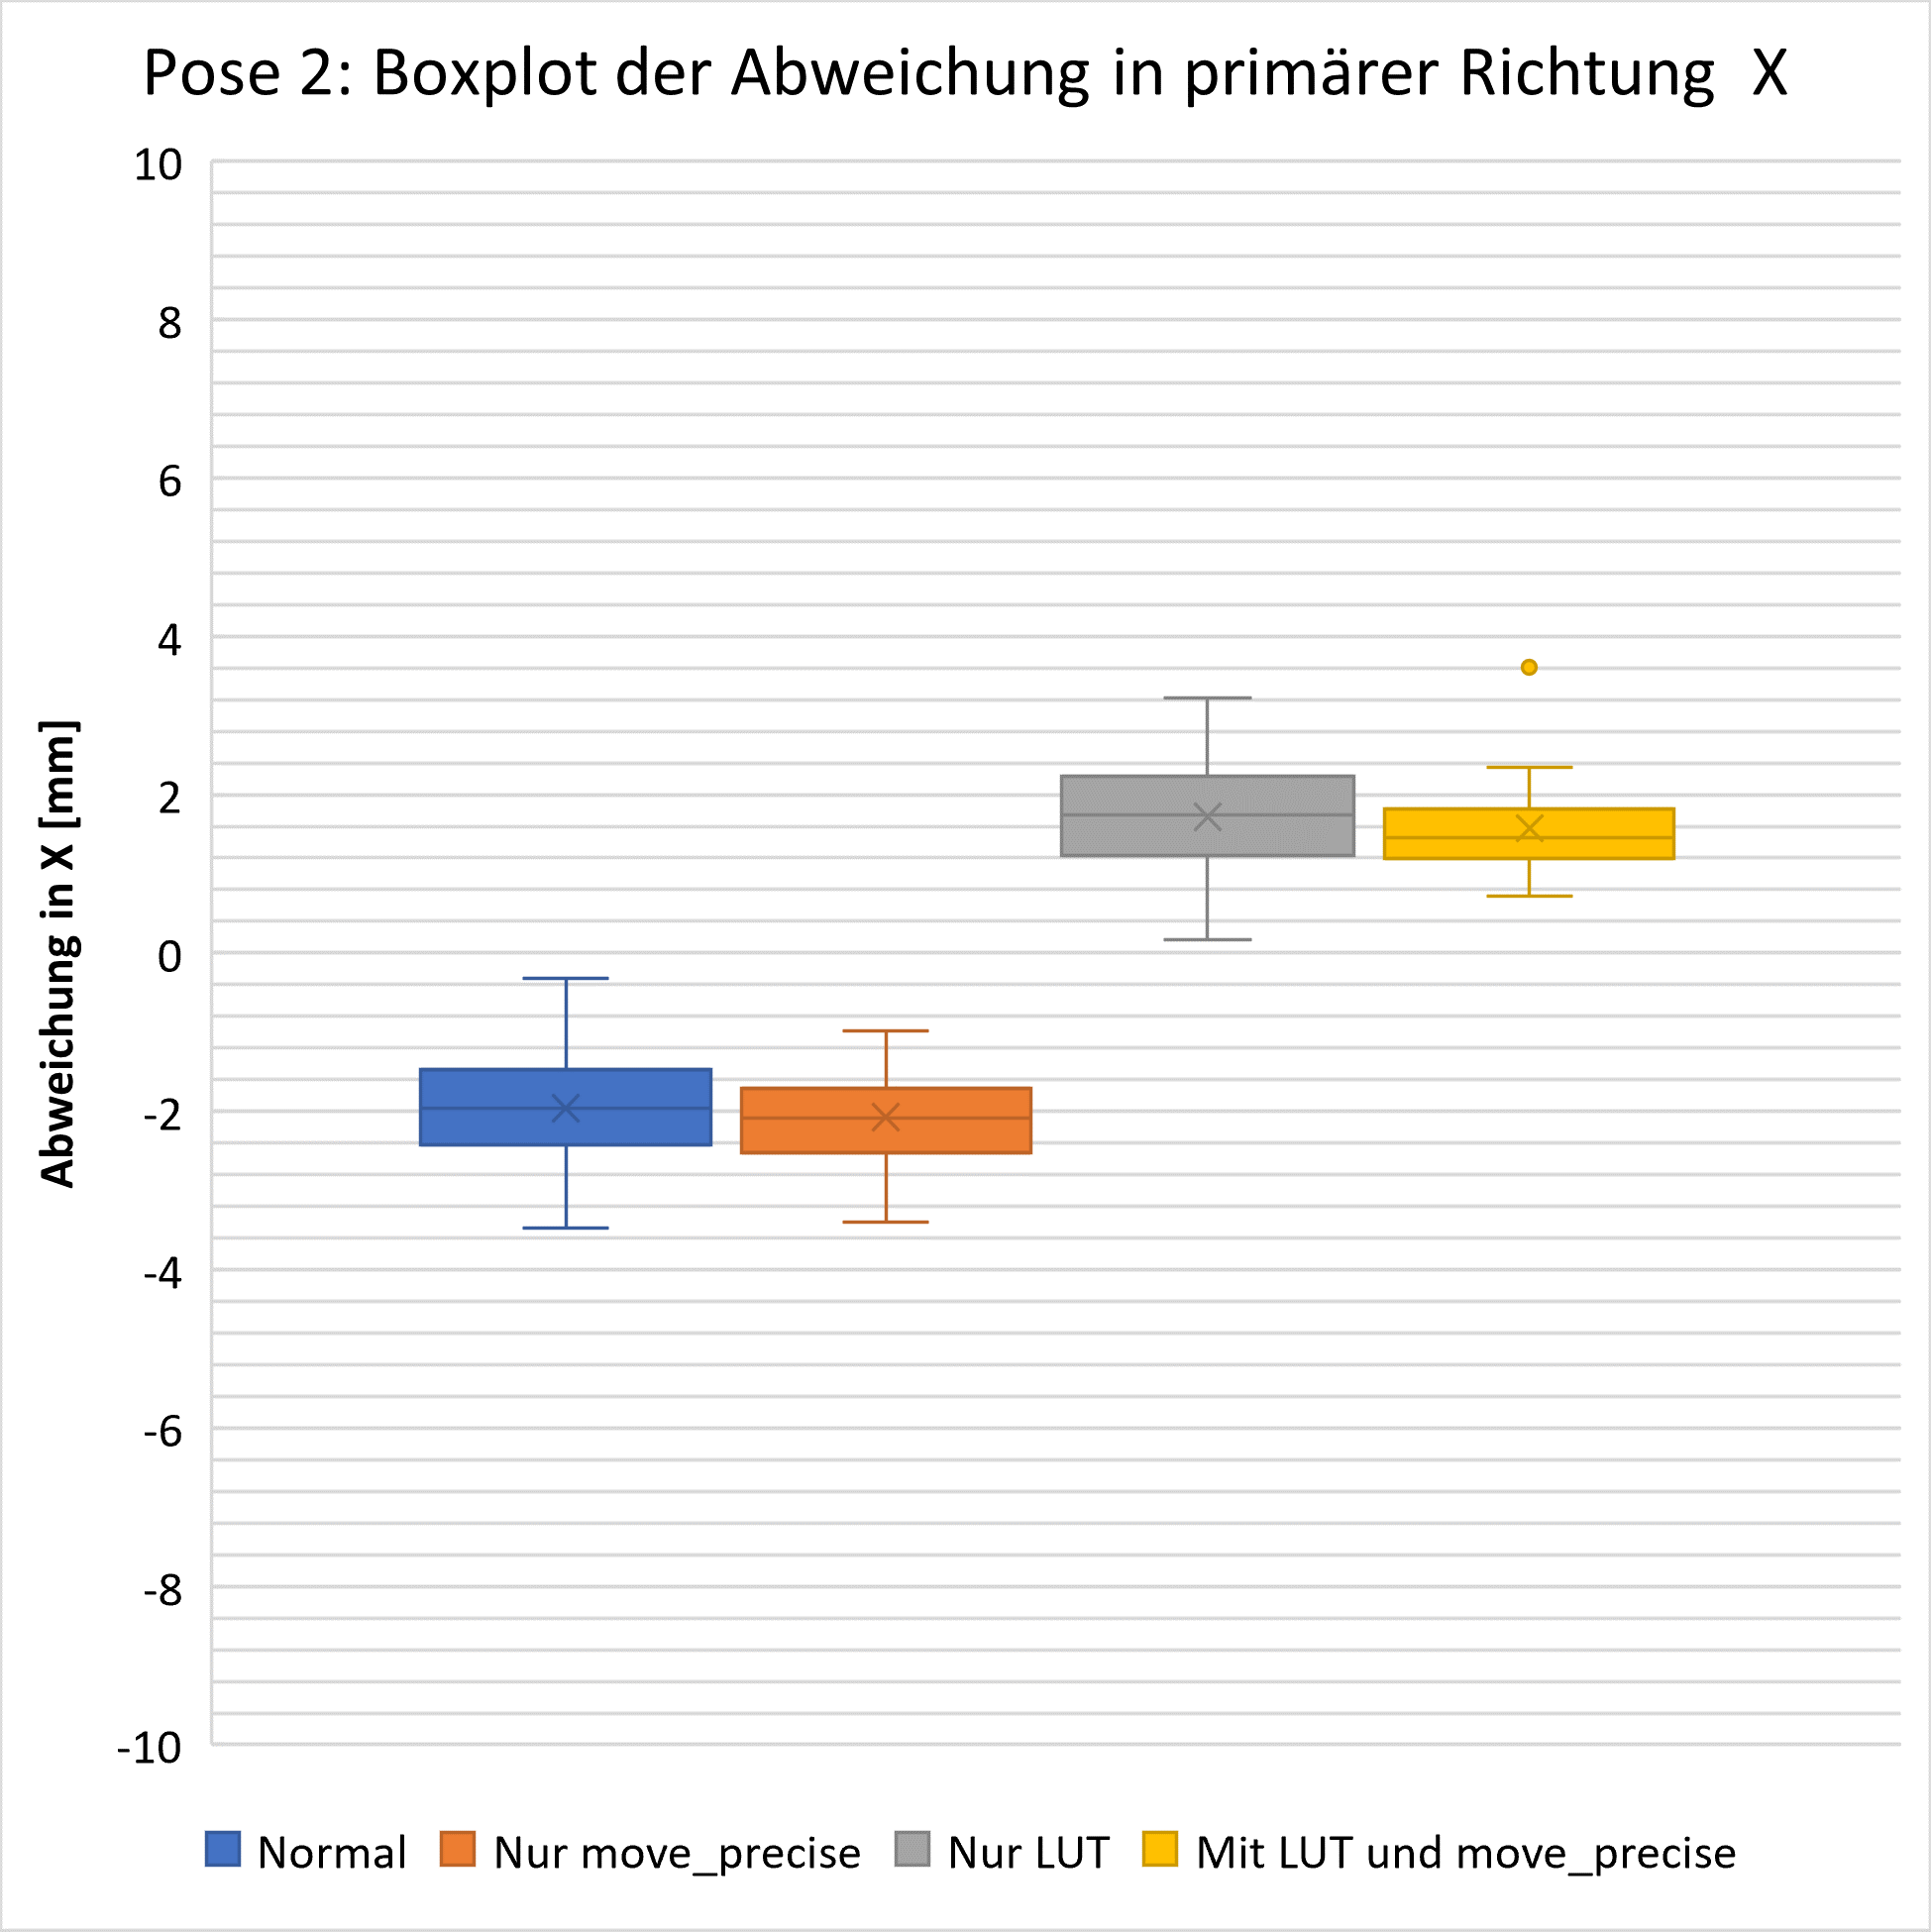 Pose 2: Boxplot der Abweichung in primärer Richtung  X
Abweichung in X [mm]
10
8
6
4
2
0
-2
-4
-6
-8
-10
Normal
Nur move_precise
Nur LUT
Mit LUT und move_precise